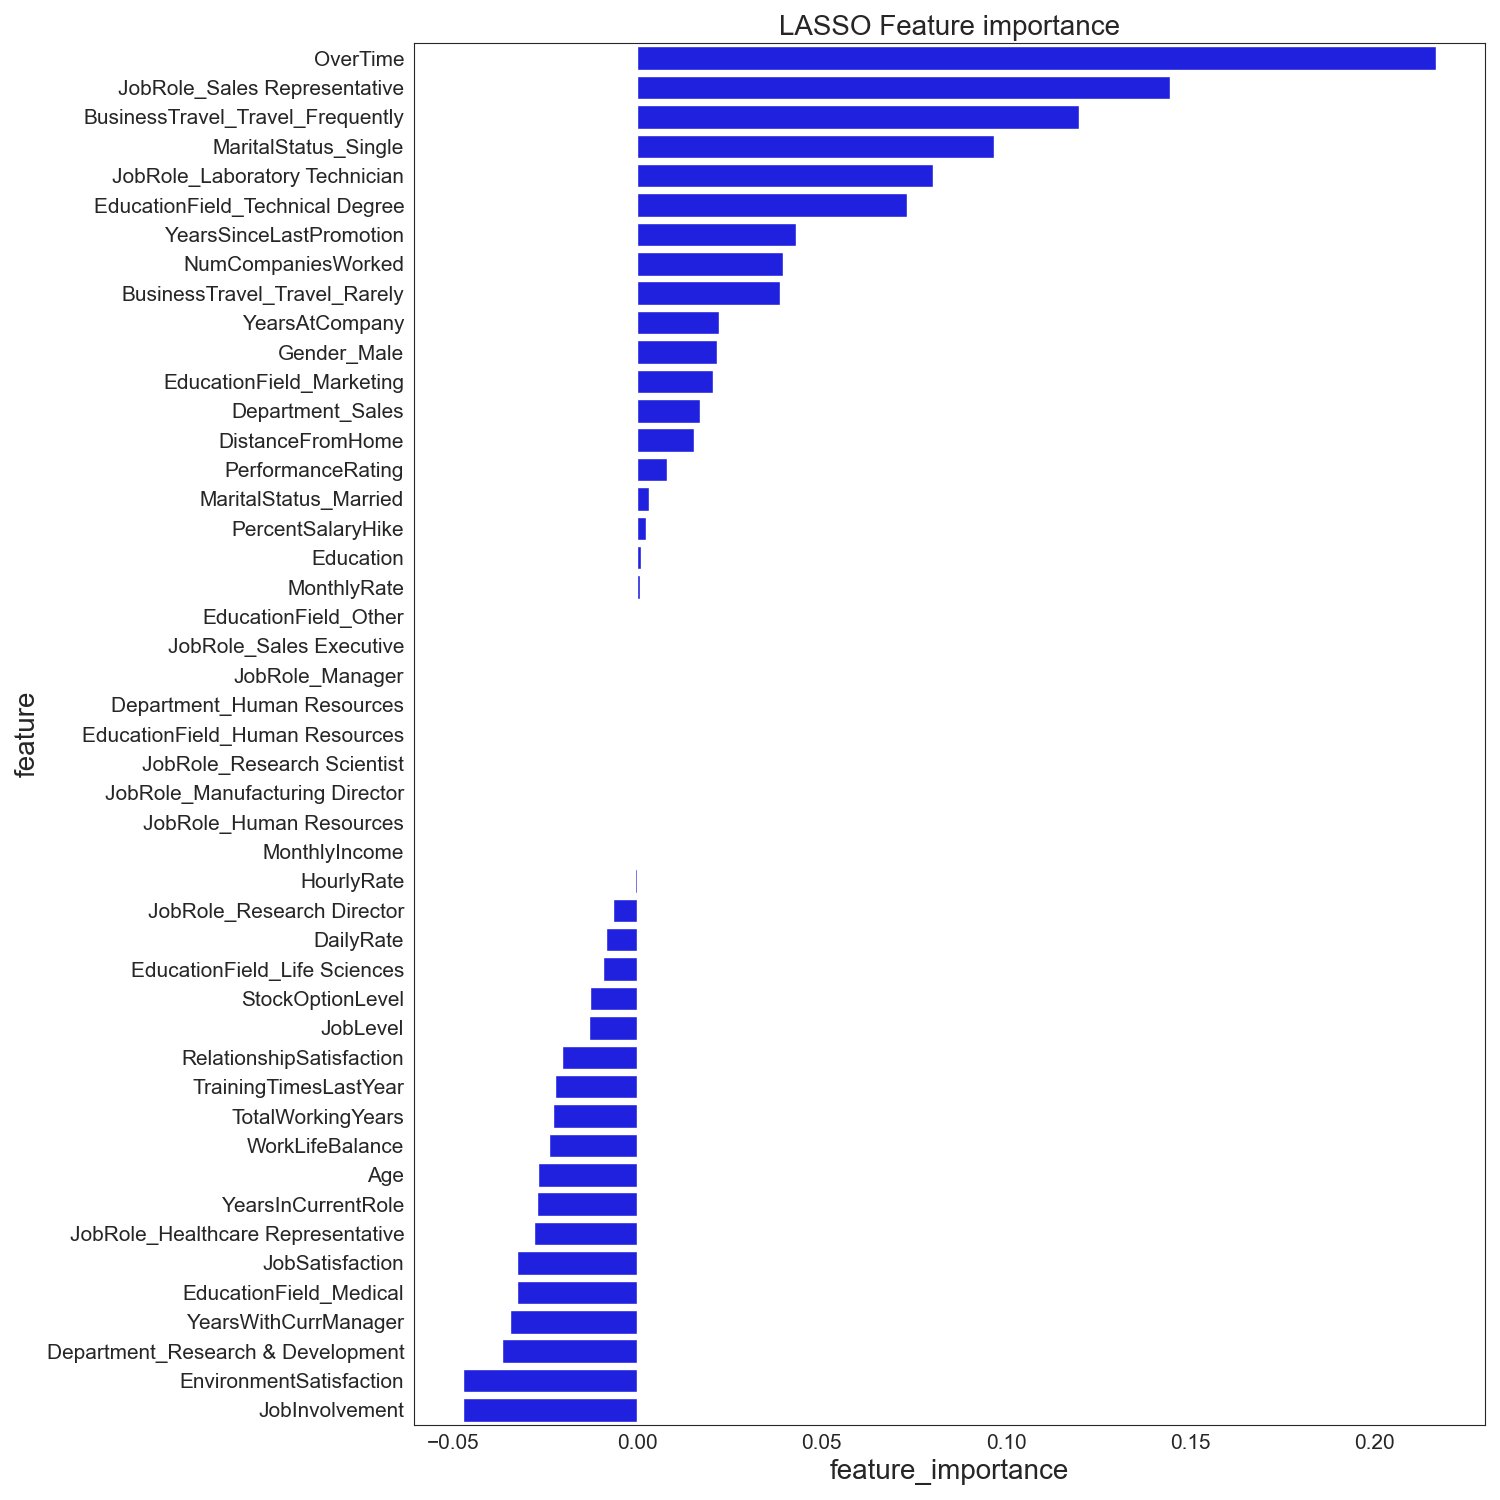 LASSO Feature importance
OverTime
JobRole_Sales Representative
BusinessTravel_Travel_Frequently
MaritalStatus_Single
JobRole_Laboratory Technician
EducationField_Technical Degree
YearsSinceLastPromotion
NumCompaniesWorked
BusinessTravel_Travel_Rarely
YearsAtCompany
Gender_Male
EducationField_Marketing
Department_Sales
DistanceFromHome
PerformanceRating
MaritalStatus_Married
PercentSalaryHike
Education
MonthlyRate
EducationField_Other
JobRole_Sales Executive
JobRole_Manager
Department_Human Resources
EducationField_Human Resources
JobRole_Research Scientist
JobRole_Manufacturing Director
JobRole_Human Resources
MonthlyIncome
HourlyRate
JobRole_Research Director
DailyRate
EducationField_Life Sciences
StockOptionLevel
JobLevel
RelationshipSatisfaction
TrainingTimesLastYear
TotalWorkingYears
WorkLifeBalance
Age
YearsInCurrentRole
JobRole_Healthcare Representative
JobSatisfaction
EducationField_Medical
YearsWithCurrManager
Department_Research & Development
EnvironmentSatisfaction
JobInvolvement
feature
−0.05 0.00 0.05 0.10 0.15 0.20
feature_importance